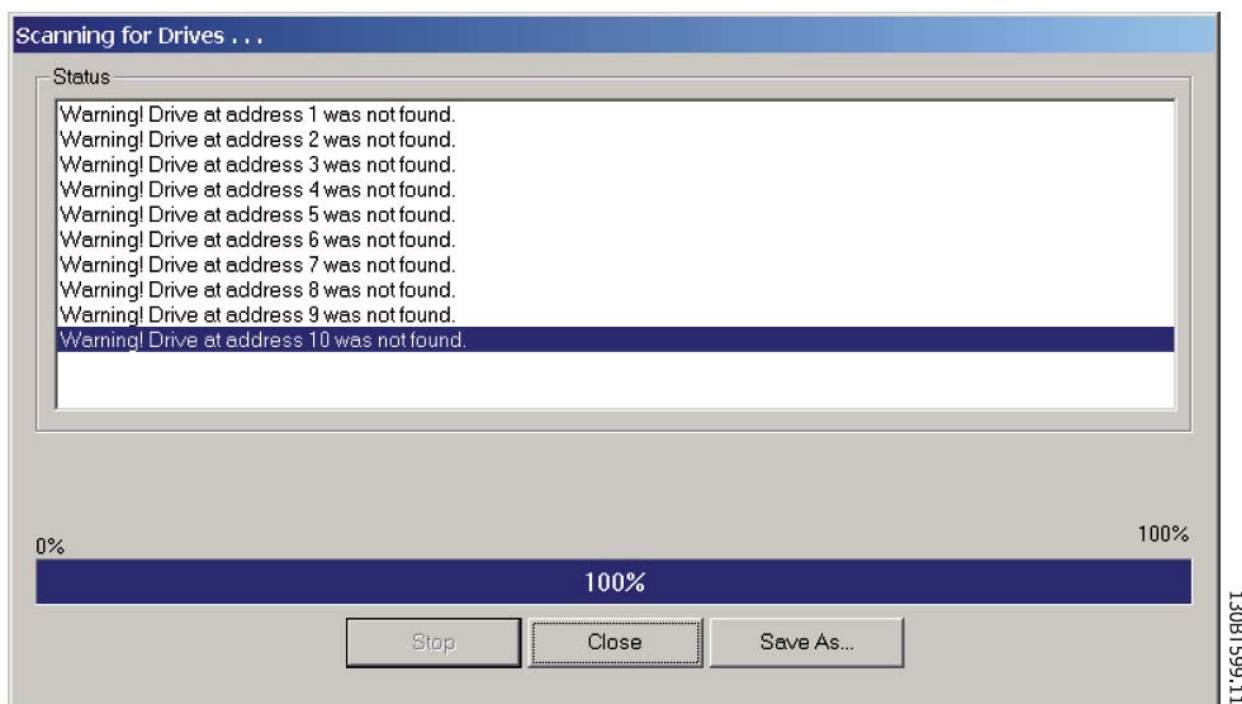 Scanning for Drives . . .
Status
Warning! Drive at address 1 was not found.
Warning! Drive at address 2 was not found.
Warning! Drive at address 3 was not found.
Warning! Drive at address 4 was not found.
Warning! Drive at address 5 was not found.
Warning! Drive at address 6 was not found.
Warning! Drive at address 7 was not found.
Warning! Drive at address 8 was not found.
Warning! Drive at address 9 was not found.
Warning! Drive at address 10 was not found.
0%
100%
100%
Stop
Close
Save As...
130BT599.11